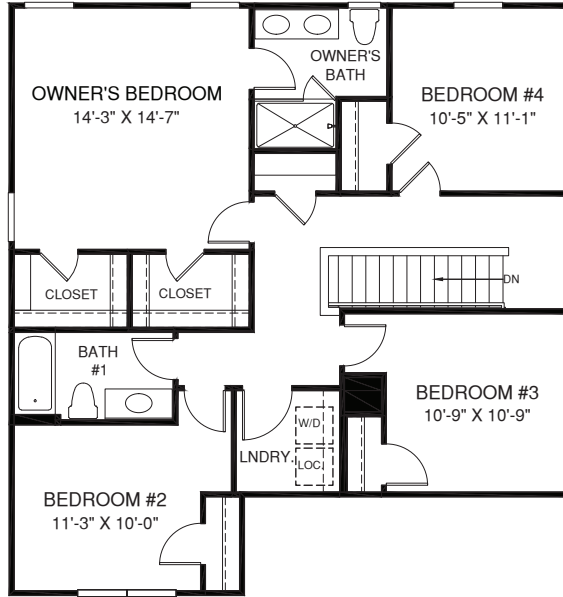 OWNER'S
BATH
OWNER'S BEDROOM
14'-3" X 14'-7"
BEDROOM #4
10'-5" X 11'-1"
CLOSET
CLOSET
DN
BATH
#1
BEDROOM #3
10'-9" X 10'-9"
W/D
LNDRY.
LOC.
BEDROOM #2
11'-3" X 10'-0"